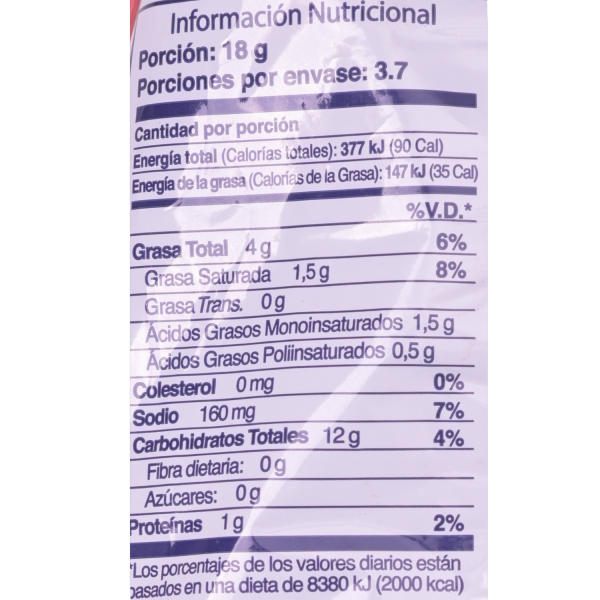 Información Nutricional
Porción: 18 g
Porciones por envase: 3.7
Cantidad por porción
Energía total (Calorías totales): 377 kJ (90 Cal)
Energía de la grasa (Calorías de la Grasa): 147 kJ (35 Cal)
%V.D.*
Grasa Total 4 g 6%
Grasa Saturada 1,5 g 8%
Grasa Trans. 0 g
Ácidos Grasos Monoinsaturados 1,5 g
Ácidos Grasos Poliinsaturados 0,5 g
Colesterol 0 mg 0%
Sodio 160 mg 7%
Carbohidratos Totales 12 g 4%
Fibra dietaria: 0 g
Azúcares: 0 g
Proteínas 1 g 2%
*Los porcentajes de los valores diarios están
basados en una dieta de 8380 kJ (2000 kcal)